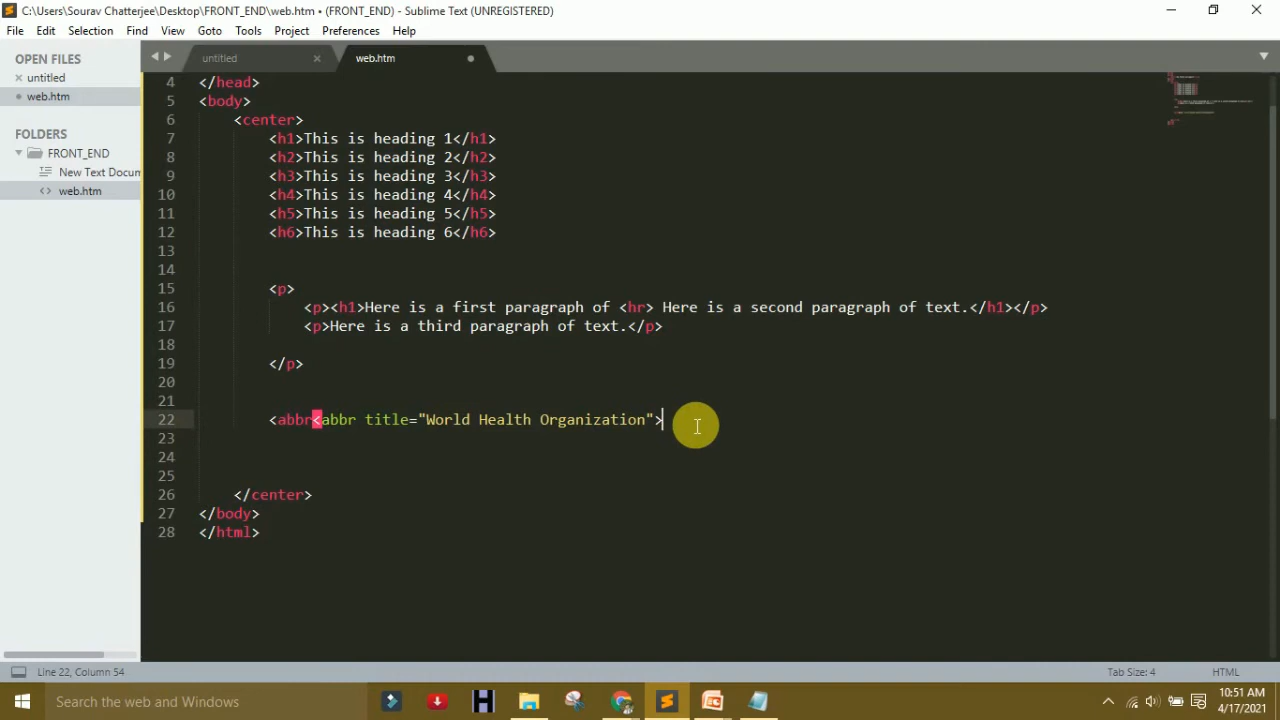 C:\Users\Sourav Chatterjee\Desktop\FRONT_END\web.htm • (FRONT_END) - Sublime Text (UNREGISTERED)
File Edit Selection Find View Goto Tools Project Preferences Help
OPEN FILES
untitled
web.htm
FOLDERS
FRONT_END
New Text Docum
web.htm
untitled
web.htm
4 </head>
5 <body>
6 <center>
7 <h1>This is heading 1</h1>
8 <h2>This is heading 2</h2>
9 <h3>This is heading 3</h3>
10 <h4>This is heading 4</h4>
11 <h5>This is heading 5</h5>
12 <h6>This is heading 6</h6>
13
14
15 <p>
16 <p><h1>Here is a first paragraph of <hr> Here is a second paragraph of text.</h1></p>
17 <p>Here is a third paragraph of text.</p>
18
19 </p>
20
21
22 <abbr<abbr title="World Health Organization">
23
24
25
26 </center>
27 </body>
28 </html>
Line 22, Column 54
Tab Size: 4
HTML
Search the web and Windows
10:51 AM
4/17/2021